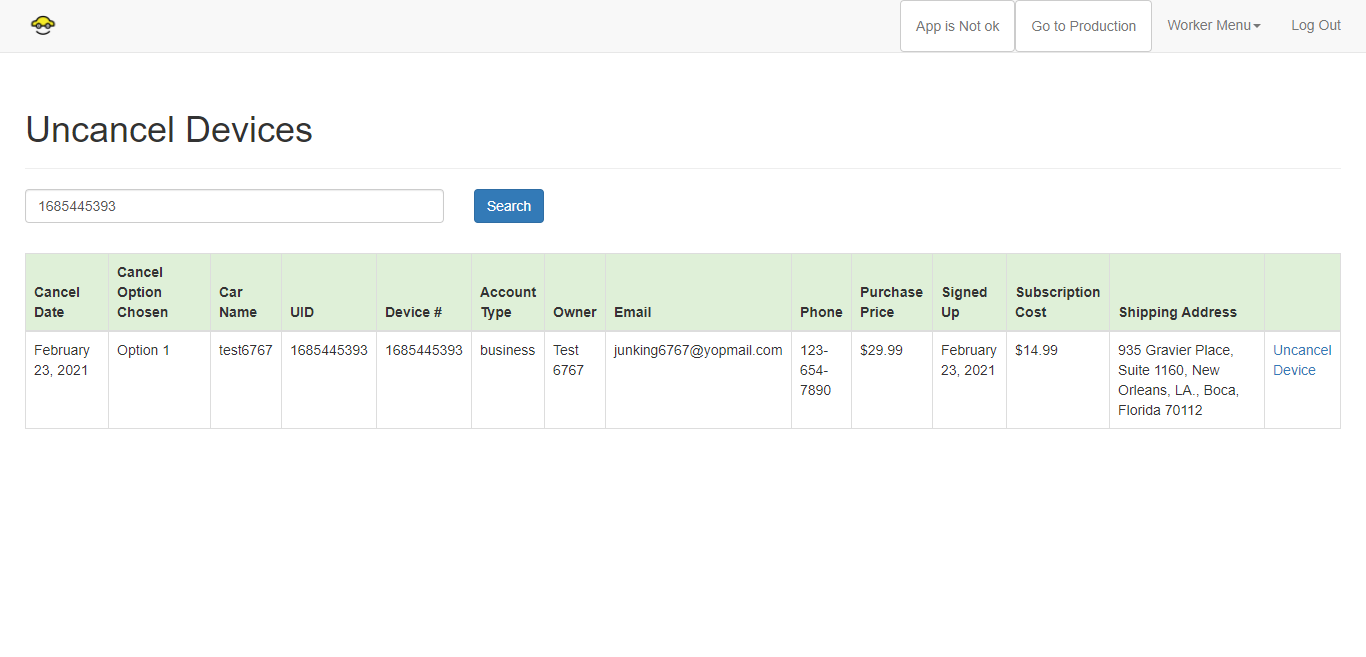 App is Not ok
Go to Production
Worker Menu
Log Out
Uncancel Devices
1685445393
Search
Cancel Date
Cancel Option Chosen
Car Name
UID
Device #
Account Type
Owner
Email
Phone
Purchase Price
Signed Up
Subscription Cost
Shipping Address
February
23, 2021
Option 1
test6767
1685445393
1685445393
business
Test
6767
junking6767@yopmail.com
123-
654-
7890
$29.99
February
23, 2021
$14.99
935 Gravier Place,
Suite 1160, New
Orleans, LA., Boca,
Florida 70112
Uncancel
Device